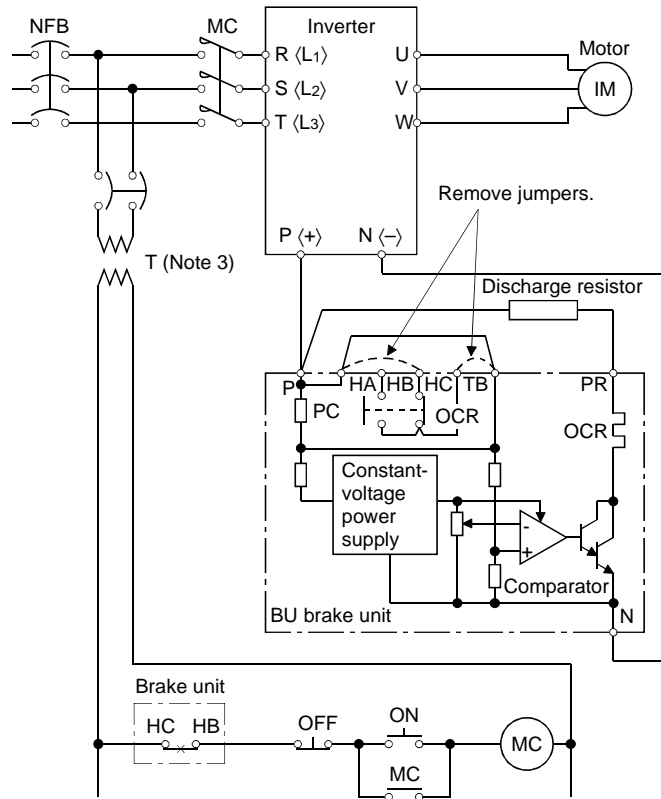 NFB
MC
Inverter
R ⟨L1⟩
U
Motor
S ⟨L2⟩
V
IM
T ⟨L3⟩
W
Remove jumpers.
P ⟨+⟩
N ⟨–⟩
T (Note 3)
Discharge resistor
P
HA
HB
HC
TB
PR
PC
OCR
OCR
Constant-
voltage
power
supply
-
+
Comparator
BU brake unit
N
Brake unit
HC
HB
OFF
ON
MC
MC